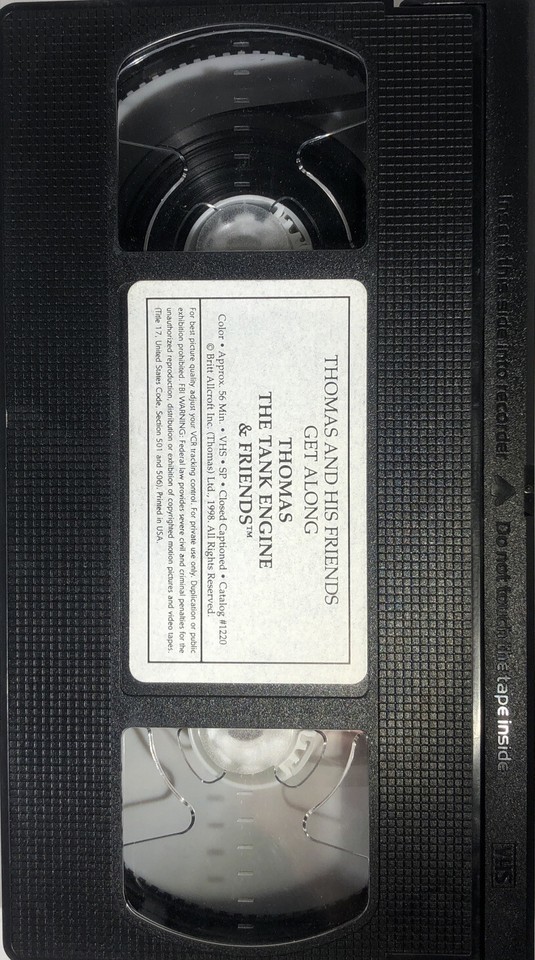 THOMAS AND HIS FRIENDS
GET ALONG
THOMAS
THE TANK ENGINE
& FRIENDS™
Color • Approx. 56 Min. • VHS • SP • Closed Captioned • Catalog #1220
© Britt Allcroft Inc. (Thomas) Ltd., 1998. All Rights Reserved.
For best picture quality adjust your VCR tracking control. For private use only. Duplication or public
exhibition prohibited. FBI WARNING: Federal law provides severe civil and criminal penalties for the
unauthorized reproduction, distribution or exhibition of copyrighted motion pictures and video tapes.
(Title 17, United States Code, Section 501 and 506). Printed in USA.
Insert this side into recorder
Do not touch the tape inside
VHS